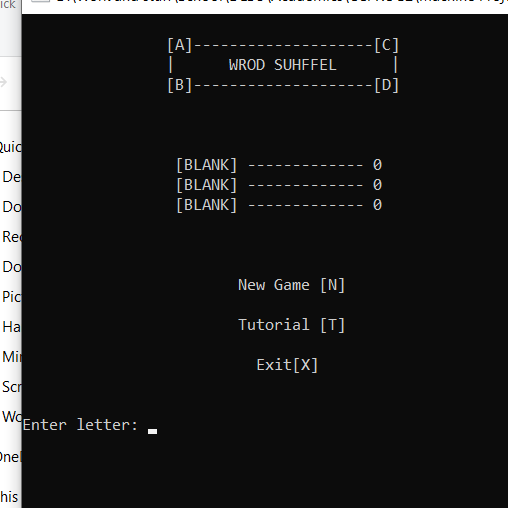 [A]--------------------[C]
| WROD SUHFFEL |
[B]--------------------[D]
[BLANK] ------------- 0
[BLANK] ------------- 0
[BLANK] ------------- 0
New Game [N]
Tutorial [T]
Exit[X]
Enter letter: